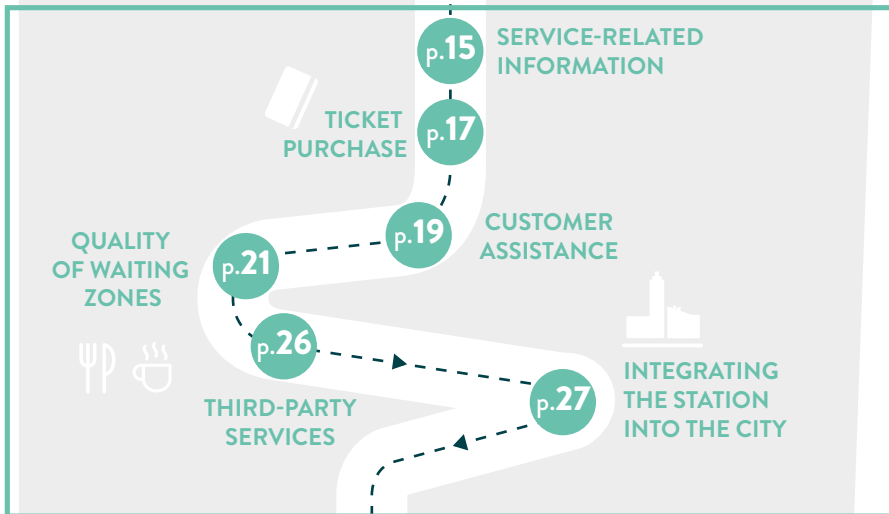 p.15
SERVICE-RELATED
INFORMATION
TICKET
PURCHASE
p.17
p.19
CUSTOMER
ASSISTANCE
QUALITY
OF WAITING
ZONES
p.21
p.26
THIRD-PARTY
SERVICES
p.27
INTEGRATING
THE STATION
INTO THE CITY